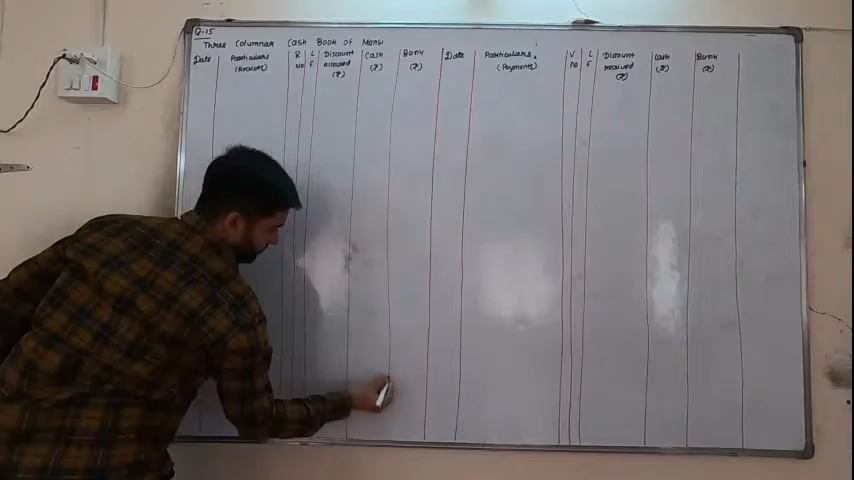 Q-15
Three Columnar Cash Book of Mansi
Date Particulars (Receipts) R No L F Discount allowed (₹) Cash (₹) Bank (₹) Date Particulars (Payments) V no L F Discount received (₹) Cash (₹) Bank (₹)